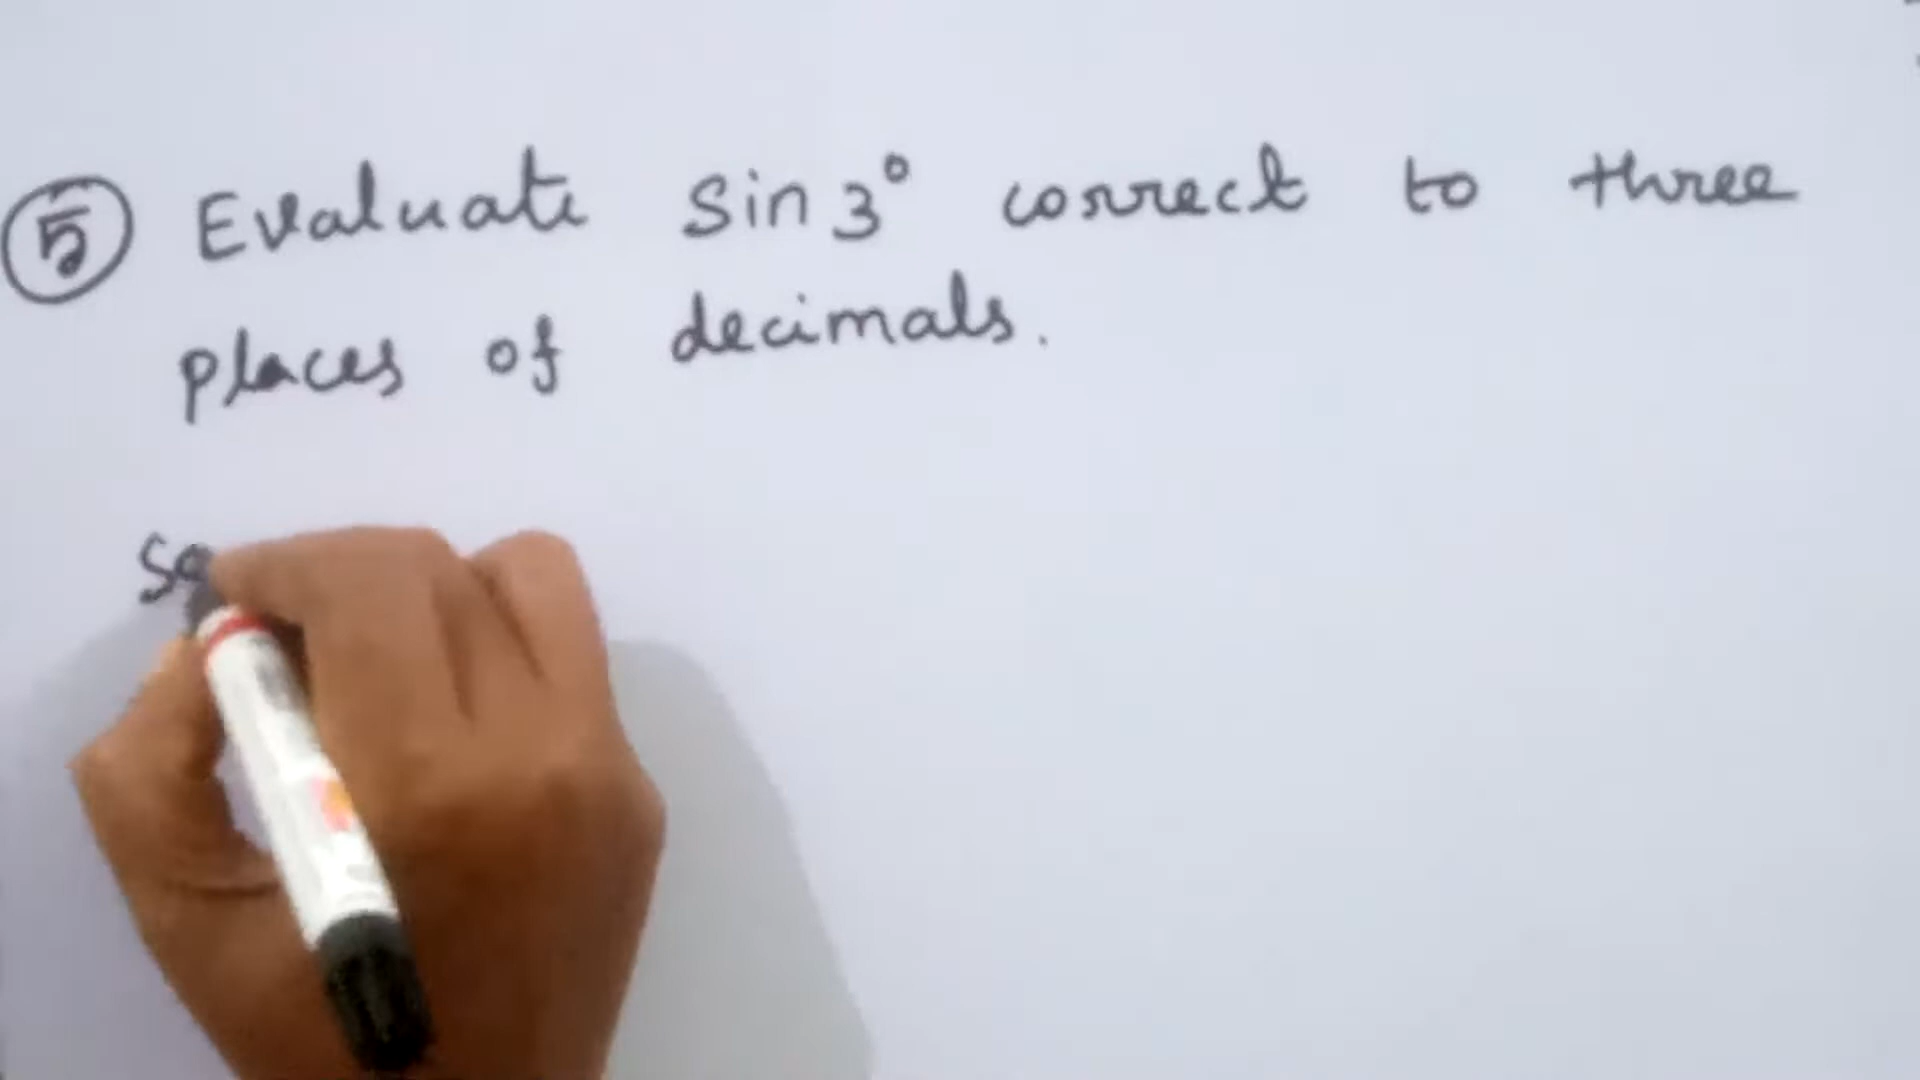 ⑤ Evaluate sin 3° correct to three
places of decimals.